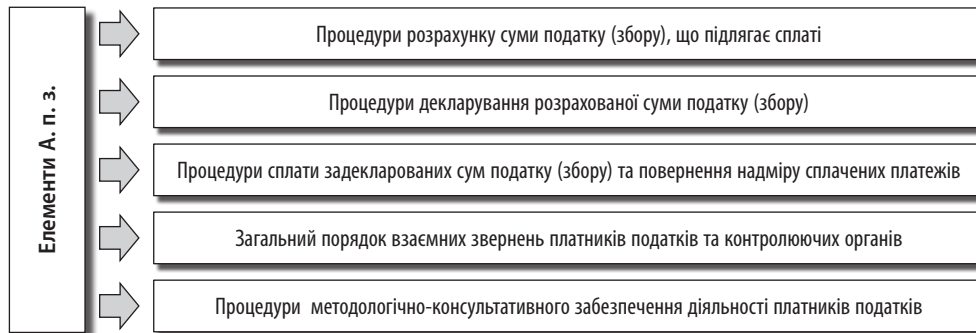 Елементи А. п. з.
Процедури розрахунку суми податку (збору), що підлягає сплаті
Процедури декларування розрахованої суми податку (збору)
Процедури сплати задекларованих сум податку (збору) та повернення надміру сплачених платежів
Загальний порядок взаємних звернень платників податків та контролюючих органів
Процедури методологічно-консультативного забезпечення діяльності платників податків